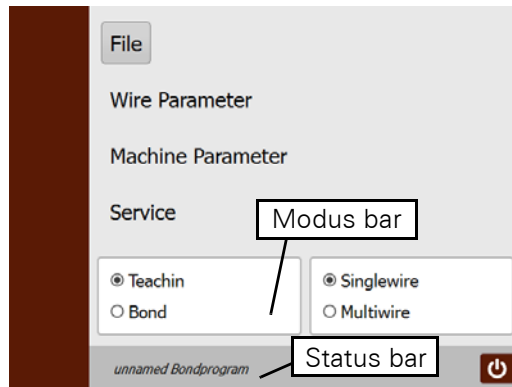 File
Wire Parameter
Machine Parameter
Service
Modus bar
Teachin
Singlewire
Bond
Multiwire
Status bar
unnamed Bondprogram